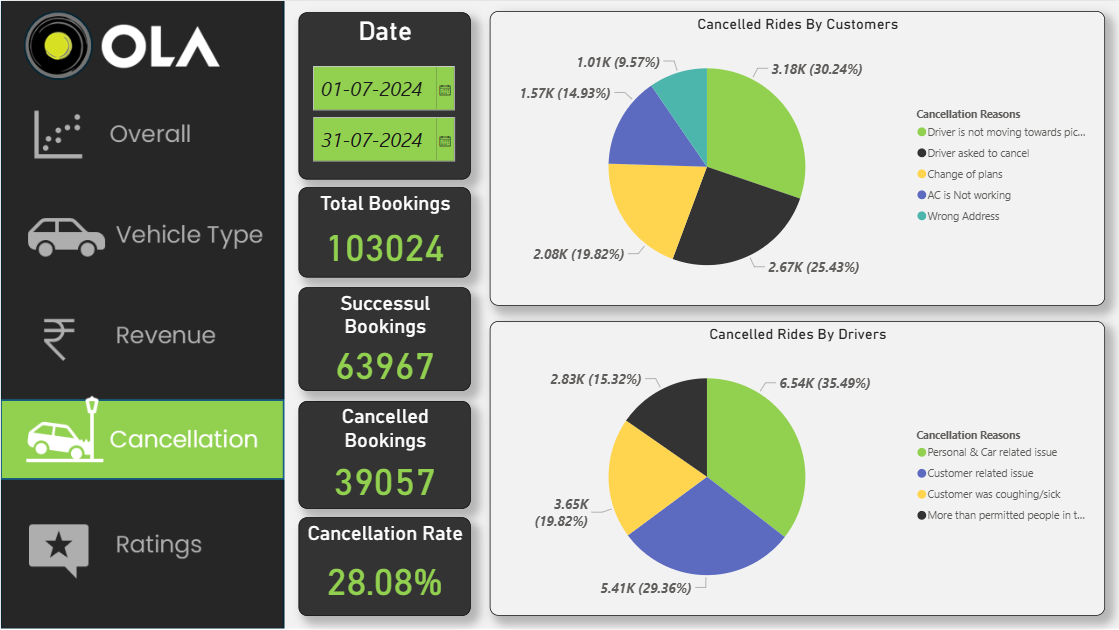 OLA
Overall
Vehicle Type
Revenue
Cancellation
Ratings
Date
01-07-2024
31-07-2024
Total Bookings
103024
Successul
Bookings
63967
Cancelled
Bookings
39057
Cancellation Rate
28.08%
Cancelled Rides By Customers
1.01K (9.57%)
3.18K (30.24%)
1.57K (14.93%)
2.08K (19.82%)
2.67K (25.43%)
Cancellation Reasons
Driver is not moving towards pic...
Driver asked to cancel
Change of plans
AC is Not working
Wrong Address
Cancelled Rides By Drivers
2.83K (15.32%)
6.54K (35.49%)
3.65K
(19.82%)
5.41K (29.36%)
Cancellation Reasons
Personal & Car related issue
Customer related issue
Customer was coughing/sick
More than permitted people in t...